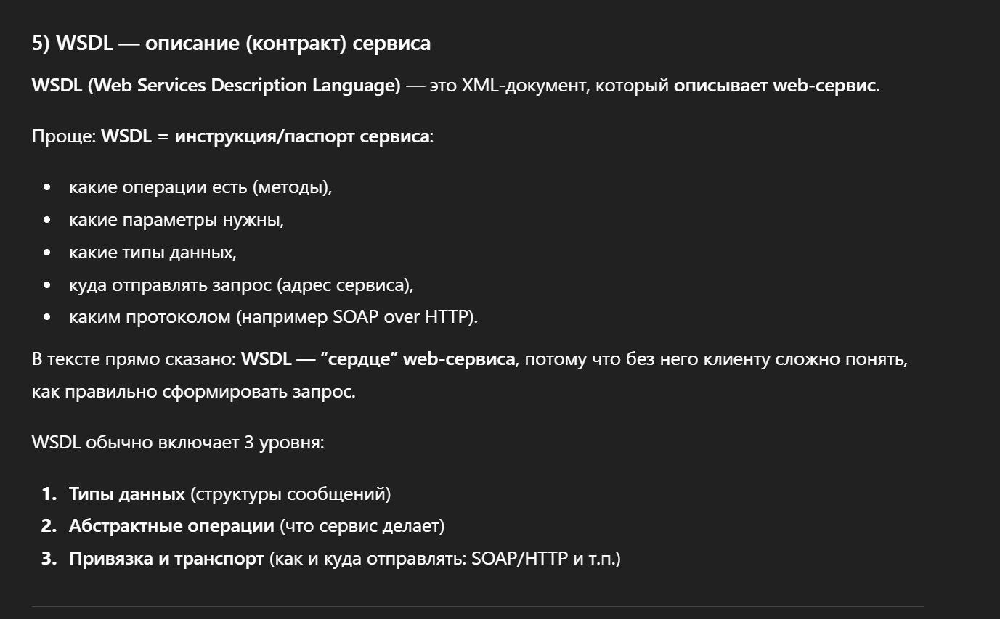 5) WSDL — описание (контракт) сервиса
WSDL (Web Services Description Language) — это XML-документ, который описывает web-сервис.
Проще: WSDL = инструкция/паспорт сервиса:
• какие операции есть (методы),
• какие параметры нужны,
• какие типы данных,
• куда отправлять запрос (адрес сервиса),
• каким протоколом (например SOAP over HTTP).
В тексте прямо сказано: WSDL — “сердце” web-сервиса, потому что без него клиенту сложно понять,
как правильно сформировать запрос.
WSDL обычно включает 3 уровня:
1. Типы данных (структуры сообщений)
2. Абстрактные операции (что сервис делает)
3. Привязка и транспорт (как и куда отправлять: SOAP/HTTP и т.п.)